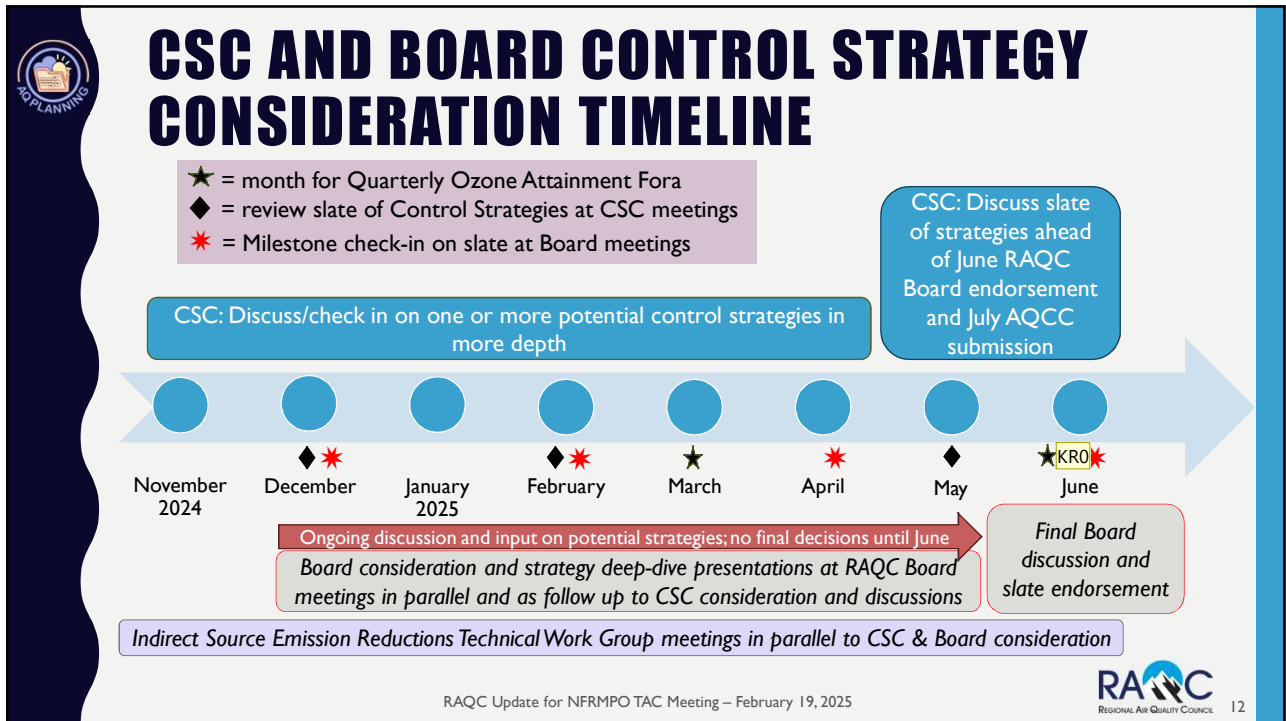 AQ PLANNING
CSC AND BOARD CONTROL STRATEGY
CONSIDERATION TIMELINE
= month for Quarterly Ozone Attainment Fora
= review slate of Control Strategies at CSC meetings
= Milestone check-in on slate at Board meetings
CSC: Discuss slate
of strategies ahead
of June RAQC
Board endorsement
and July AQCC
submission
CSC: Discuss/check in on one or more potential control strategies in
more depth
KR0
November
2024
December
January
2025
February
March
April
May
June
Ongoing discussion and input on potential strategies; no final decisions until June
Board consideration and strategy deep-dive presentations at RAQC Board
meetings in parallel and as follow up to CSC consideration and discussions
Final Board
discussion and
slate endorsement
Indirect Source Emission Reductions Technical Work Group meetings in parallel to CSC & Board consideration
RAQC Update for NFRMPO TAC Meeting – February 19, 2025
RAQC
REGIONAL AIR QUALITY COUNCIL
12